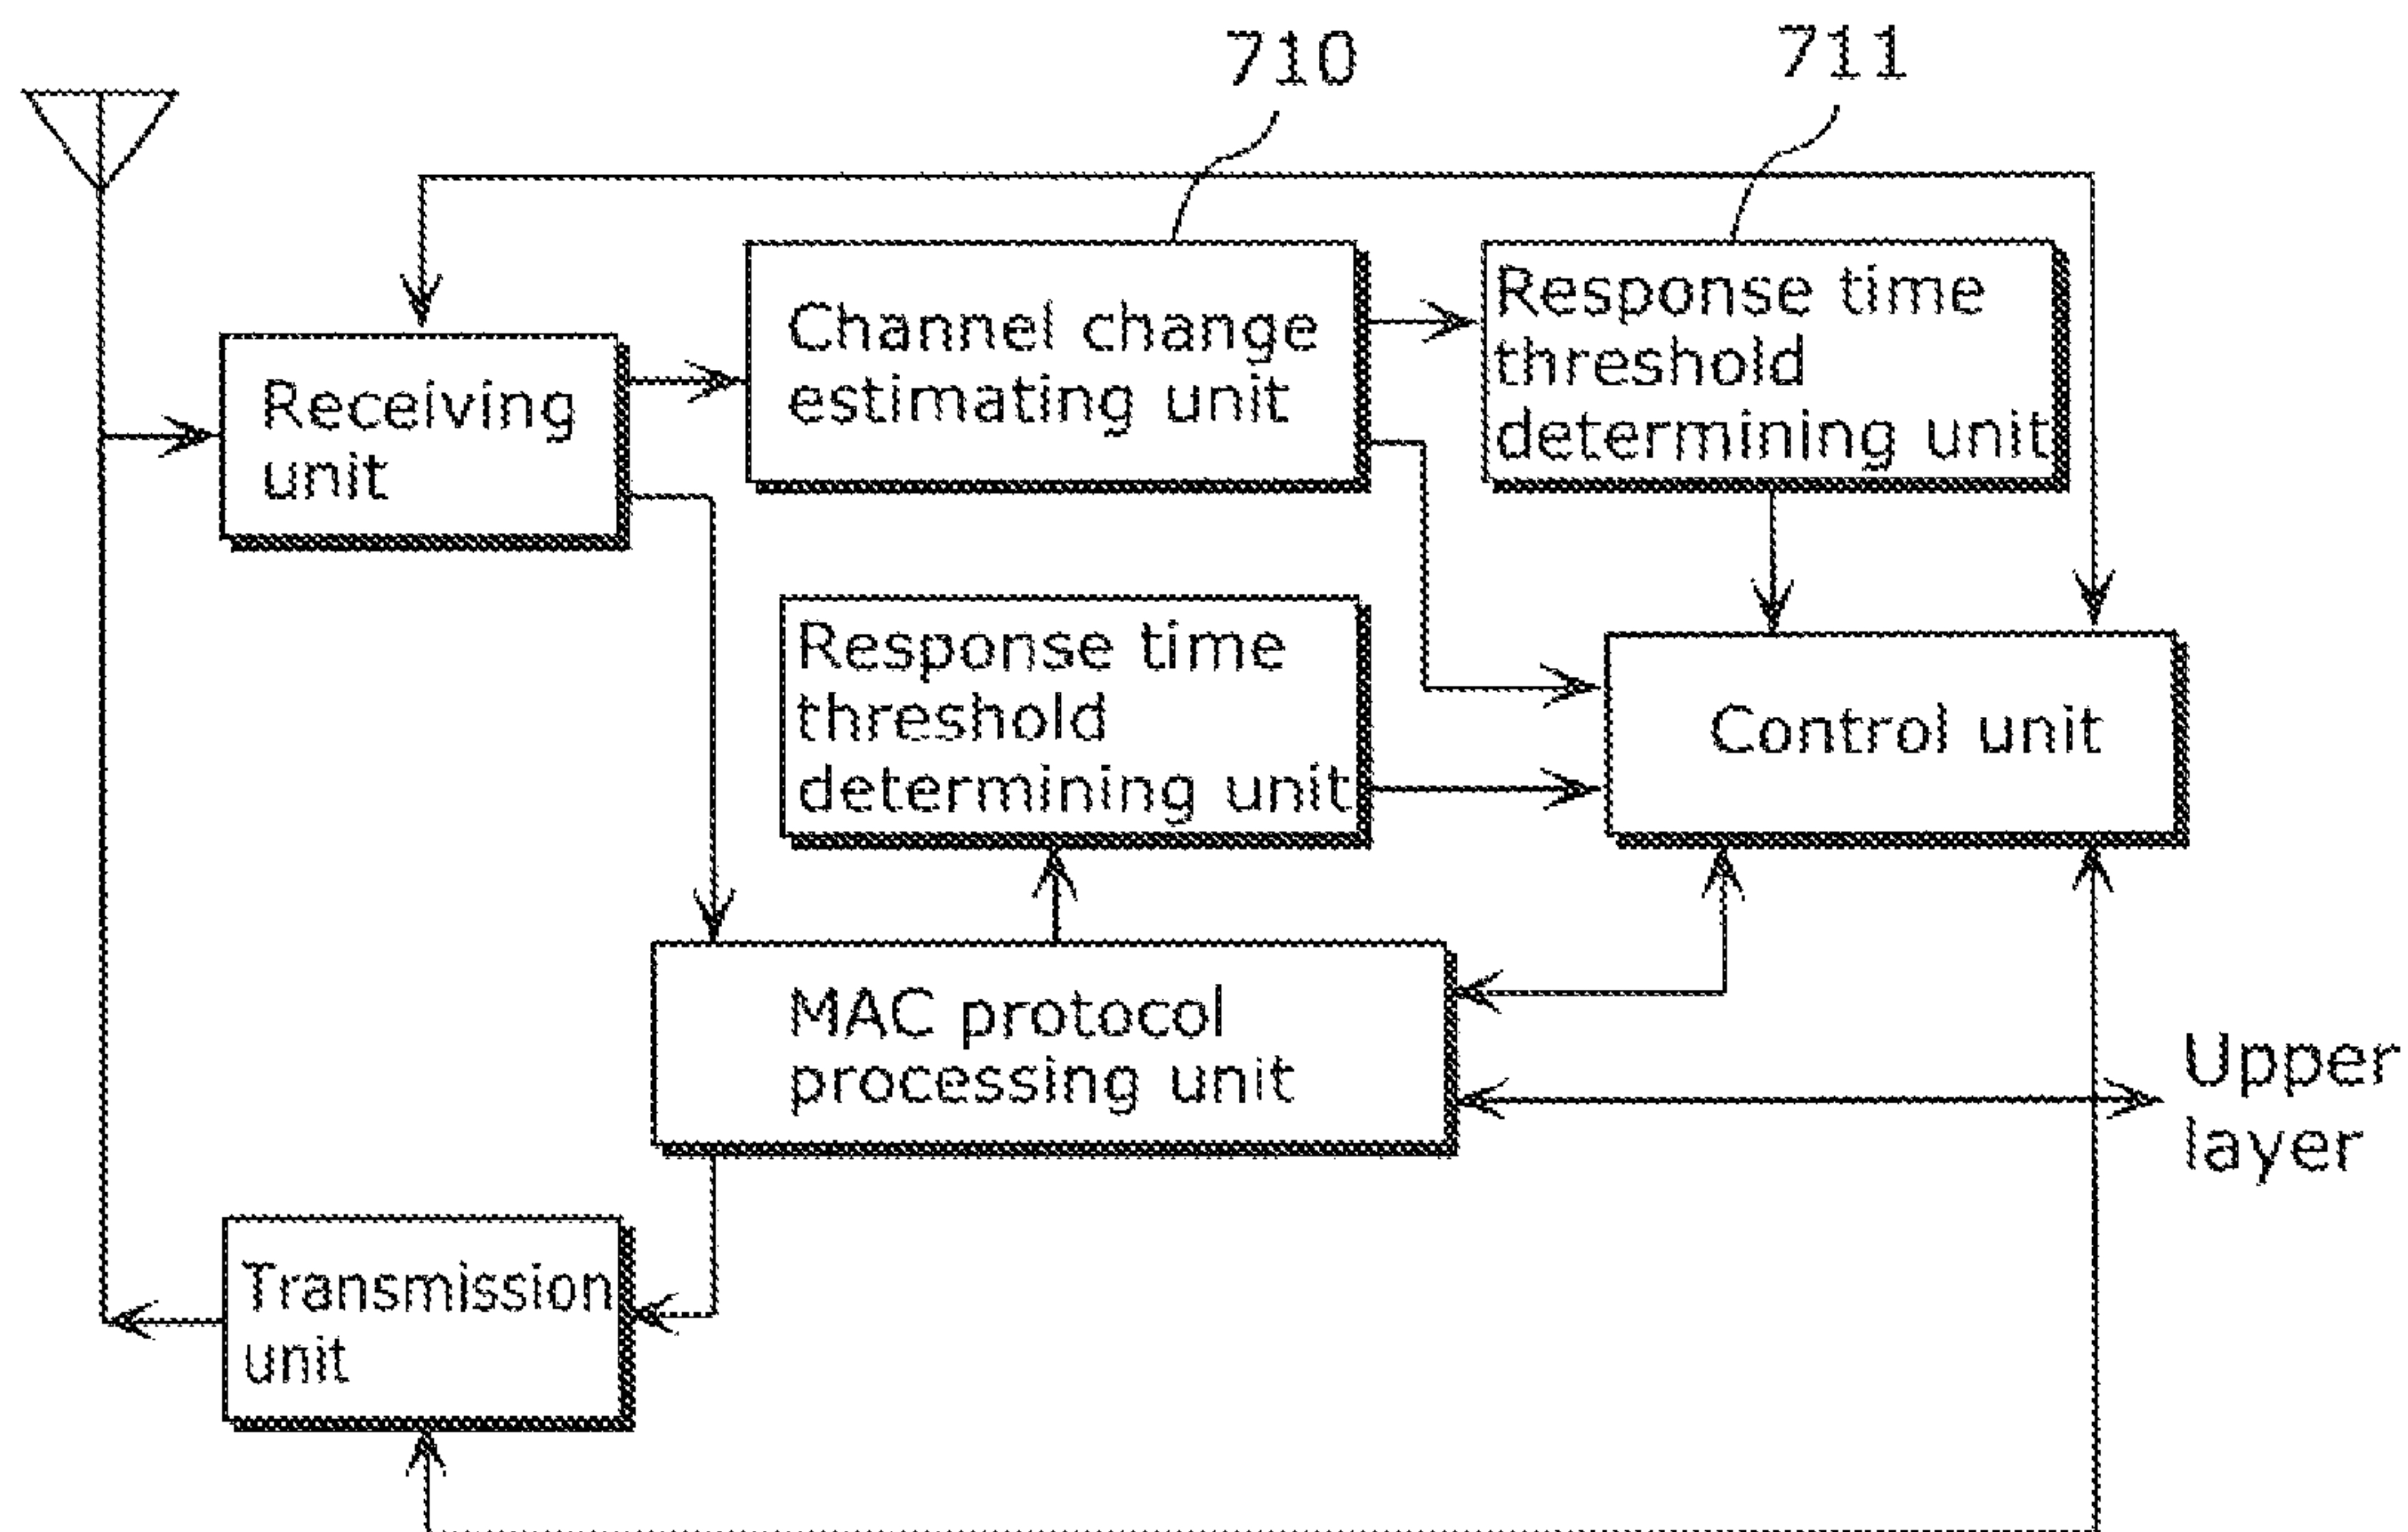 710
711
Channel change
estimating unit
Response time
threshold
determining unit
Receiving
unit
Response time
threshold
determining unit
Control unit
MAC protocol
processing unit
Upper
layer
Transmission
unit